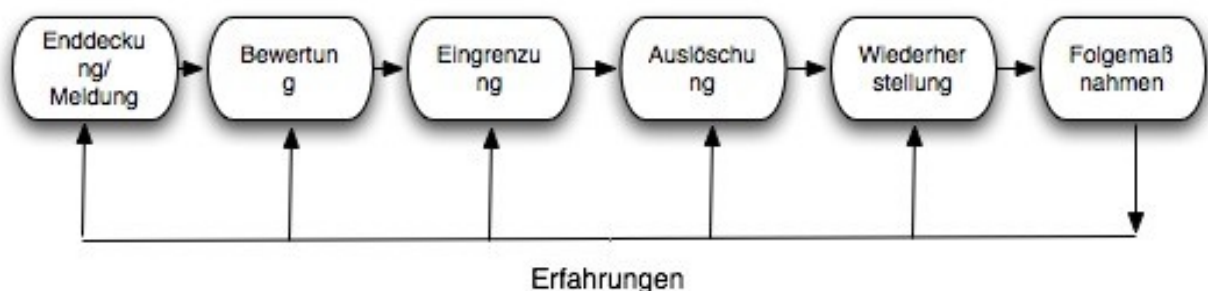 Enddecku
ng/
Meldung
Bewertun
g
Eingrenzu
ng
Auslöschu
ng
Wiederher
stellung
Folgemaß
nahmen
Erfahrungen